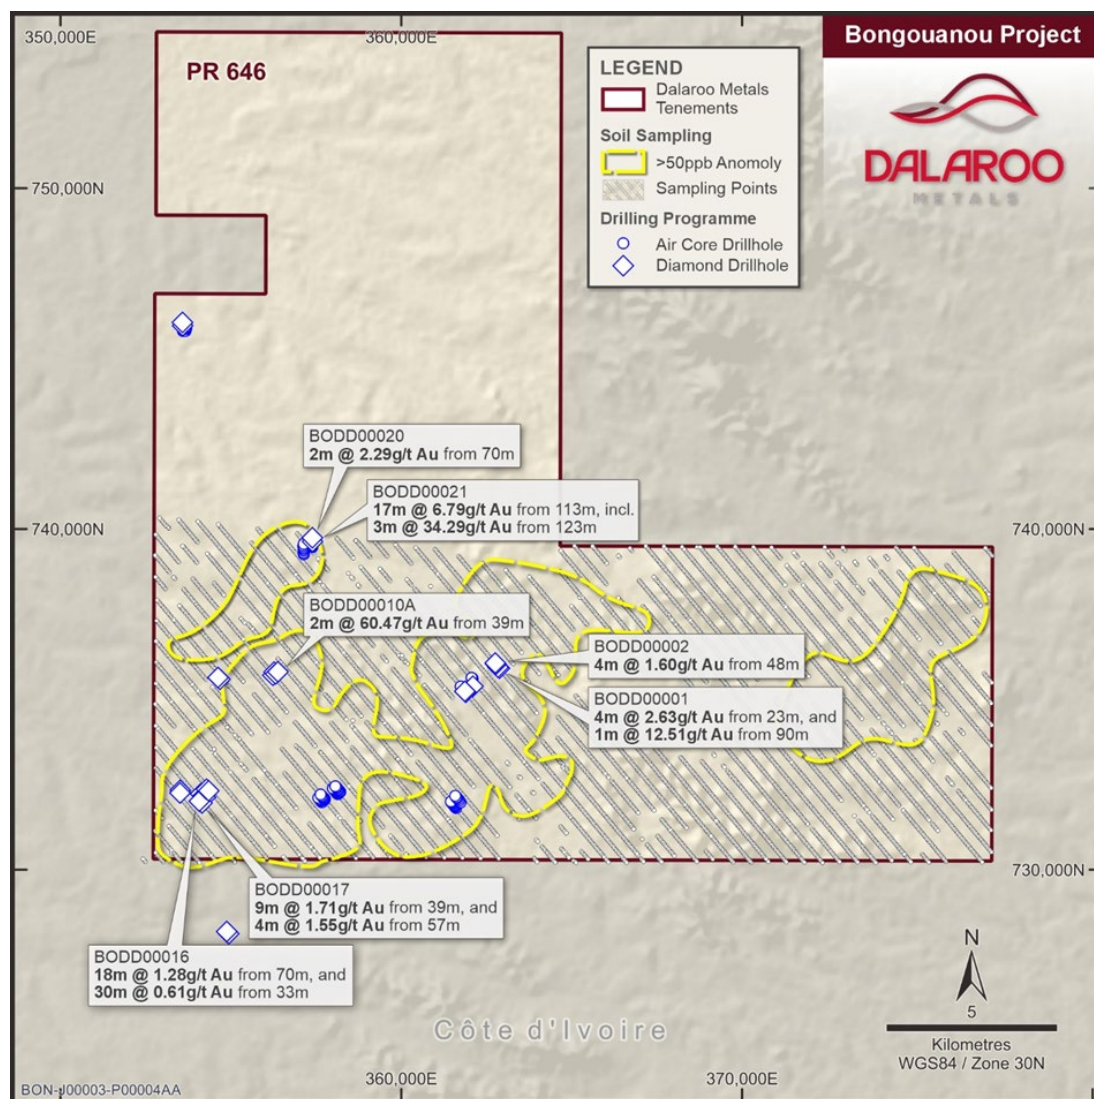 350,000E
360,000E
Bongouanou Project
PR 646
LEGEND
Dalaroo Metals
Tenements
Soil Sampling
>50ppb Anomoly
Sampling Points
Drilling Programme
Air Core Drillhole
Diamond Drillhole
DALAROO
METALS
750,000N
BODD00020
2m @ 2.29g/t Au from 70m
BODD00021
17m @ 6.79g/t Au from 113m, incl.
3m @ 34.29g/t Au from 123m
740,000N
740,000N
BODD00010A
2m @ 60.47g/t Au from 39m
BODD00002
4m @ 1.60g/t Au from 48m
BODD00001
4m @ 2.63g/t Au from 23m, and
1m @ 12.51g/t Au from 90m
730,000N
BODD00017
9m @ 1.71g/t Au from 39m, and
4m @ 1.55g/t Au from 57m
BODD00016
18m @ 1.28g/t Au from 70m, and
30m @ 0.61g/t Au from 33m
N
5
Kilometres
WGS84 / Zone 30N
Côte d'Ivoire
BON-J00003-P00004AA
360,000E
370,000E